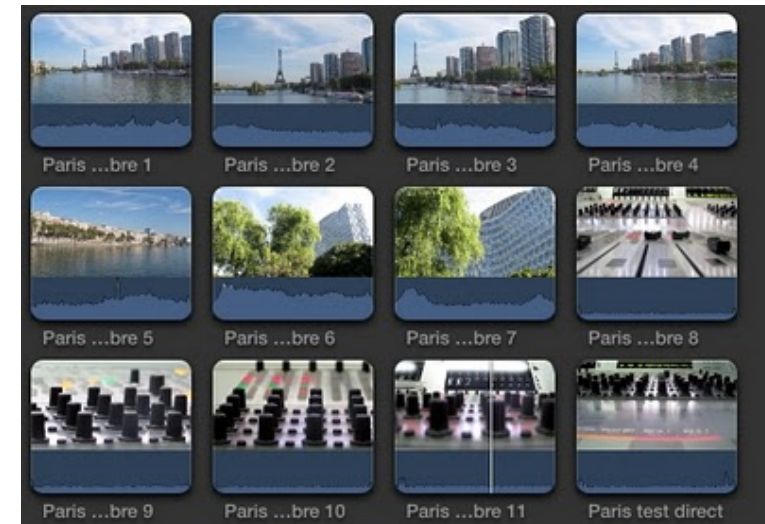 Paris ...bre 1
Paris ...bre 2
Paris ...bre 3
Paris ...bre 4
Paris ...bre 5
Paris ...bre 6
Paris ...bre 7
Paris ...bre 8
Paris ...bre 9
Paris ...bre 10
Paris ...bre 11
Paris test direct